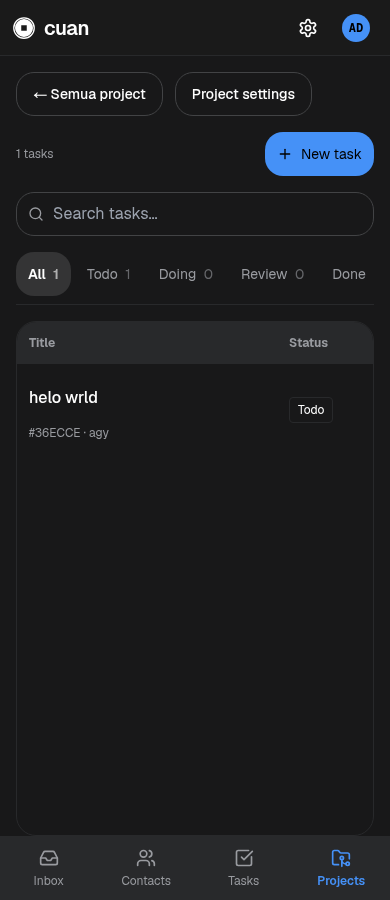 cuan
AD
← Semua project
Project settings
1 tasks
+ New task
Search tasks...
All 1
Todo 1
Doing 0
Review 0
Done
Title
Status
helo wrld
Todo
#36ECCE · agy
Inbox
Contacts
Tasks
Projects